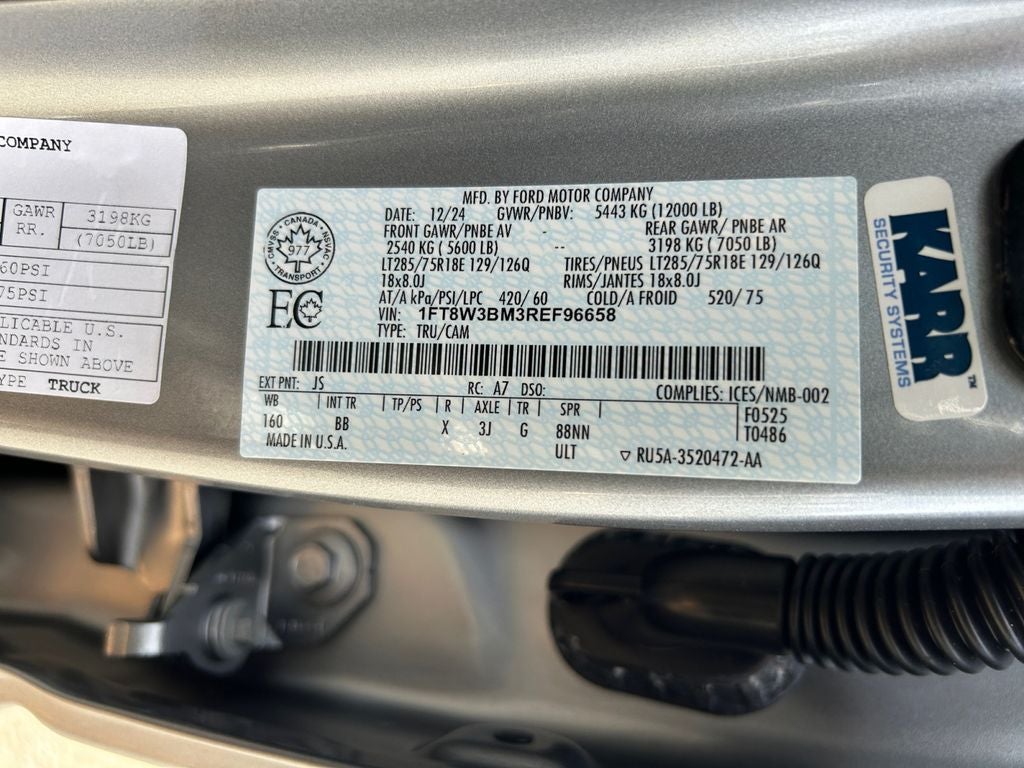 COMPANY
GAWR
RR.
3198KG
(7050LB)
60PSI
75PSI
PLICABLE U.S.
NDARDS IN
E SHOWN ABOVE
YPE TRUCK
MFD. BY FORD MOTOR COMPANY
DATE: 12/24 GVWR/PNBV: 5443 KG (12000 LB)
FRONT GAWR/PNBE AV - REAR GAWR/ PNBE AR
2540 KG ( 5600 LB) -- 3198 KG ( 7050 LB)
LT285/75R18E 129/126Q TIRES/PNEUS LT285/75R18E 129/126Q
18x8.0J RIMS/JANTES 18x8.0J
AT/A kPa/PSI/LPC 420/ 60 COLD/A FROID 520/ 75
VIN: 1FT8W3BM3REF96658
TYPE: TRU/CAM
CMVSS • CANADA • NSVAC
977
TRANSPORT
EC
EXT PNT: JS RC: A7 DSO: COMPLIES: ICES/NMB-002
WB | INT TR | TP/PS | R | AXLE | TR | SPR | F0525
160 BB X 3J G 88NN T0486
MADE IN U.S.A. ULT RU5A-3520472-AA
KARR™
SECURITY SYSTEMS